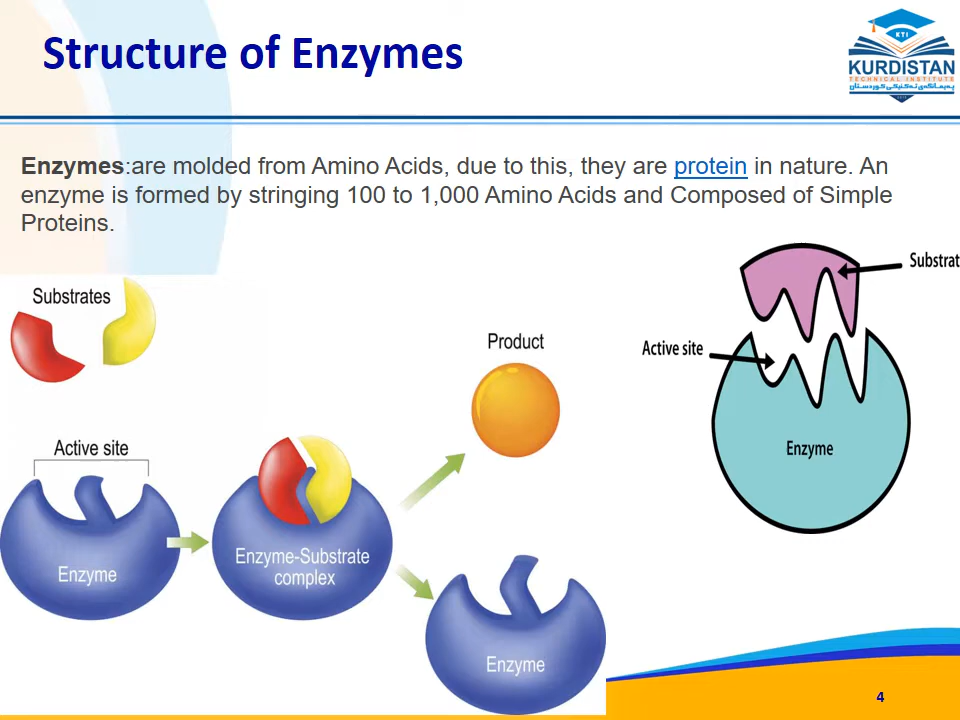 Structure of Enzymes
KTI
KURDISTAN
TECHNICAL INSTITUTE
پەیمانگەی تەکنیکی کوردستان
Enzymes:are molded from Amino Acids, due to this, they are protein in nature. An
enzyme is formed by stringing 100 to 1,000 Amino Acids and Composed of Simple
Proteins.
Substrates
Active site
Enzyme
Enzyme-Substrate
complex
Product
Enzyme
Substrat
Active site
Enzyme
4